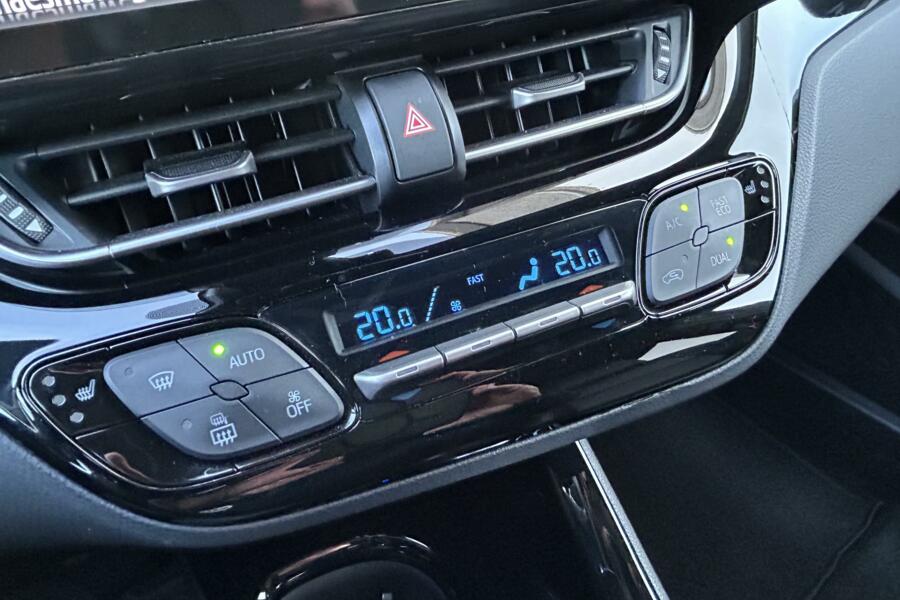 FAST
20.0
20.0
A/C
FAST
ECO
DUAL
AUTO
OFF